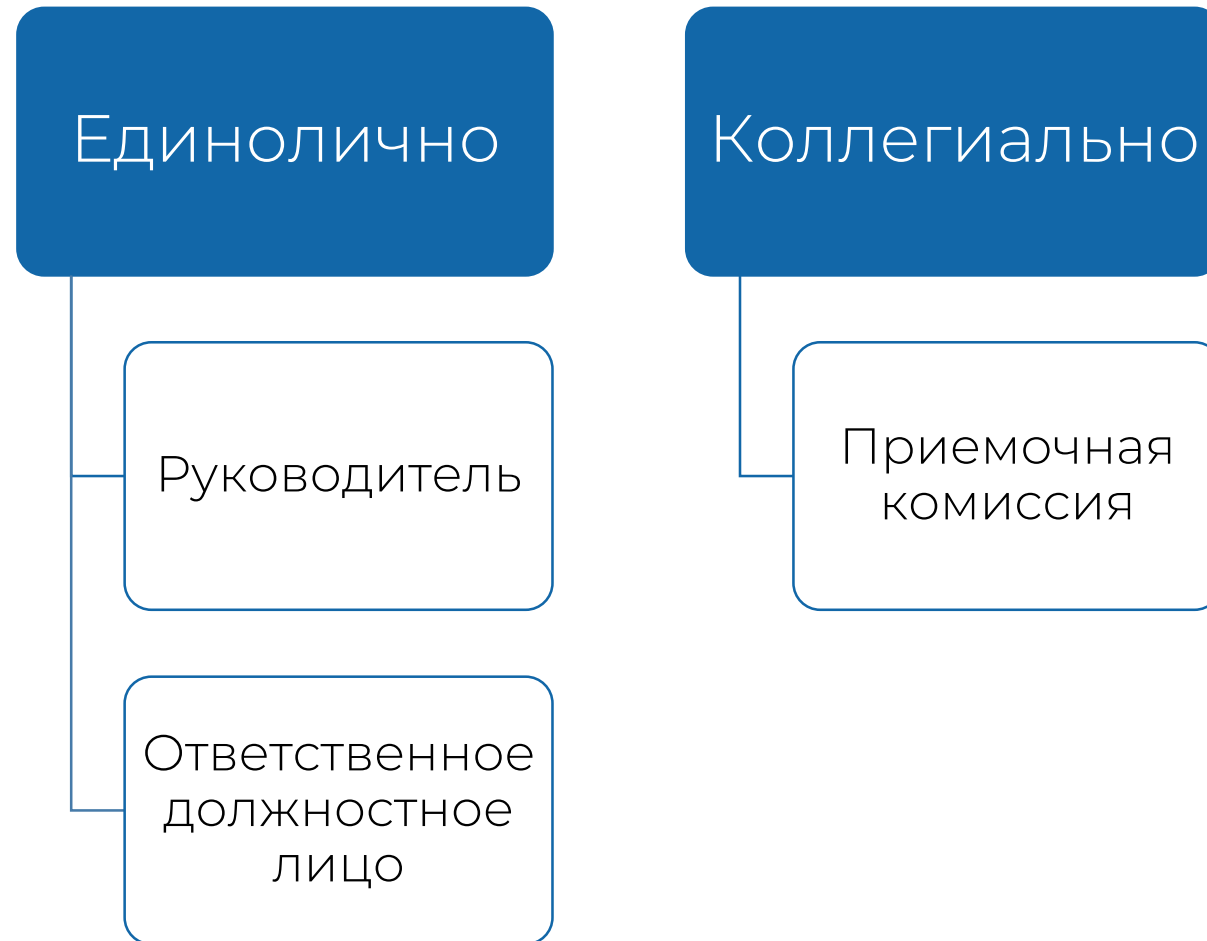 Единолично
Коллегиально
Руководитель
Приемочная
комиссия
Ответственное
должностное
лицо